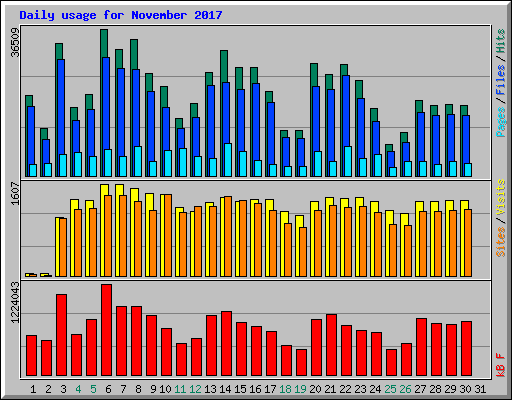 Daily usage for November 2017
36509
Pages / Files / Hits
1607
Sites / Visits
1224043
kB F
1 2 3 4 5 6 7 8 9 10 11 12 13 14 15 16 17 18 19 20 21 22 23 24 25 26 27 28 29 30 31